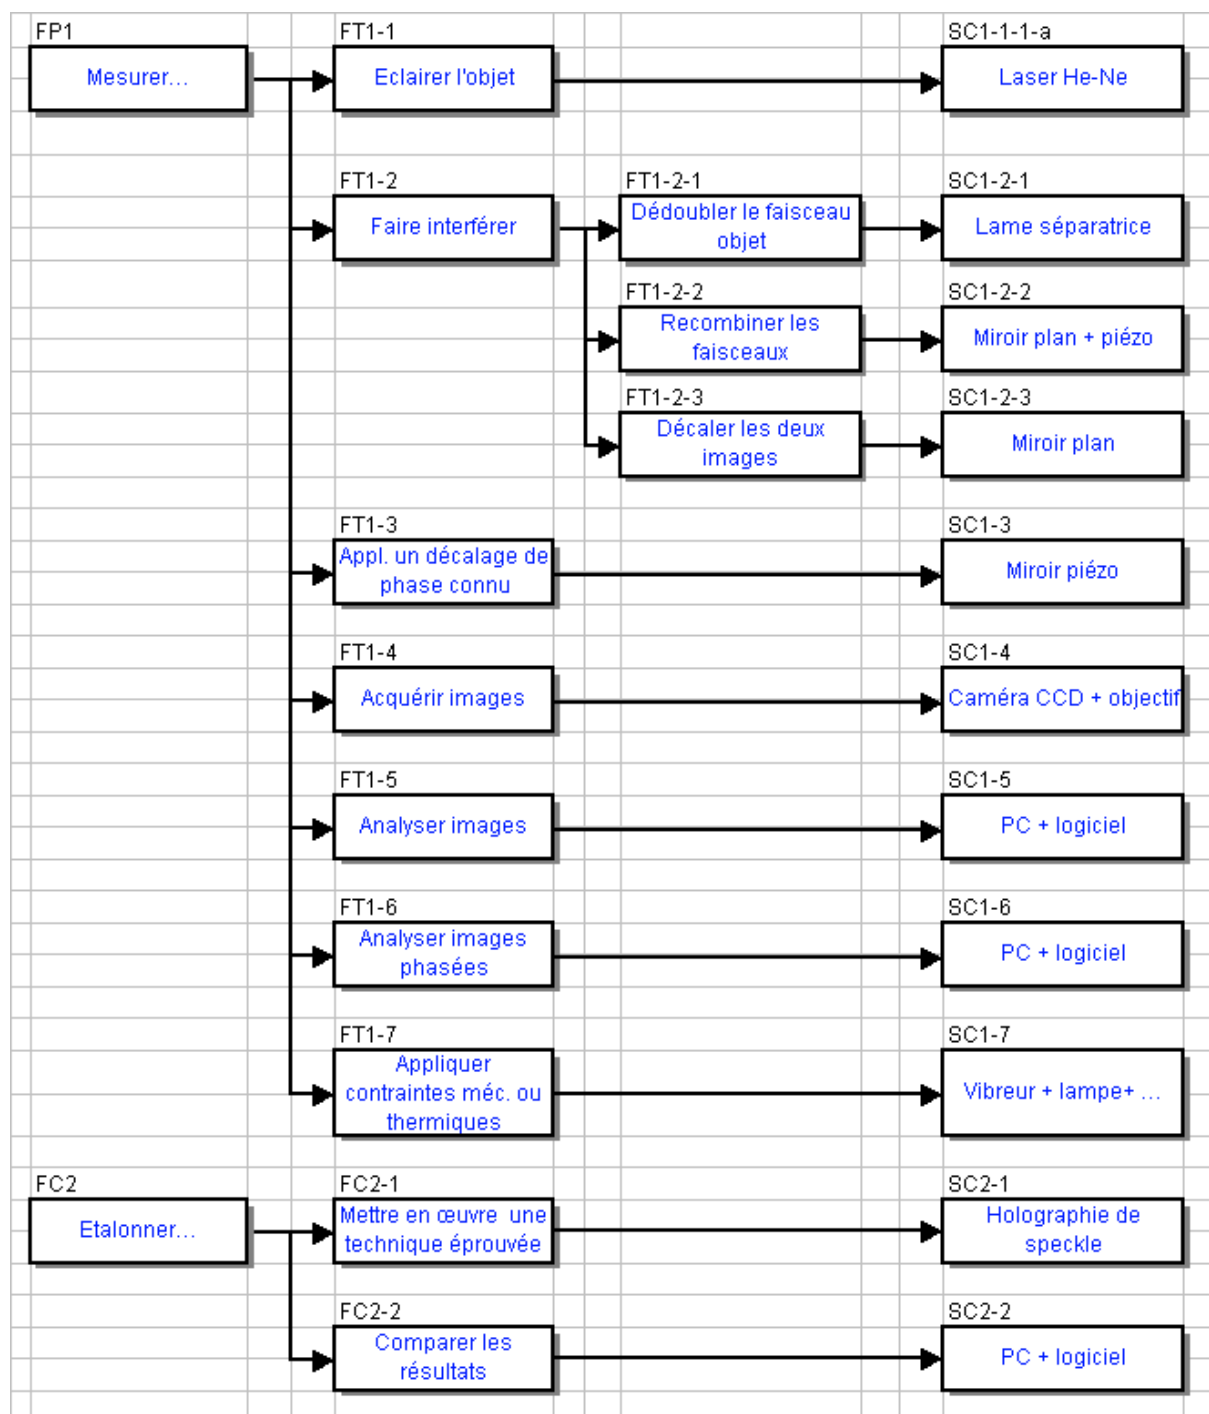 FP1
FT1-1
SC1-1-1-a
Mesurer...
Eclairer l'objet
Laser He-Ne
FT1-2
FT1-2-1
SC1-2-1
Faire interférer
Dédoubler le faisceau
objet
Lame séparatrice
FT1-2-2
SC1-2-2
Recombiner les
faisceaux
Miroir plan + piézo
FT1-2-3
SC1-2-3
Décaler les deux
images
Miroir plan
FT1-3
SC1-3
Appl. un décalage de
phase connu
Miroir piézo
FT1-4
SC1-4
Acquérir images
Caméra CCD + objectif
FT1-5
SC1-5
Analyser images
PC + logiciel
FT1-6
SC1-6
Analyser images
phasées
PC + logiciel
FT1-7
SC1-7
Appliquer
contraintes méc. ou
thermiques
Vibreur + lampe+ ...
FC2
FC2-1
SC2-1
Etalonner...
Mettre en œuvre une
technique éprouvée
Holographie de
speckle
FC2-2
SC2-2
Comparer les
résultats
PC + logiciel